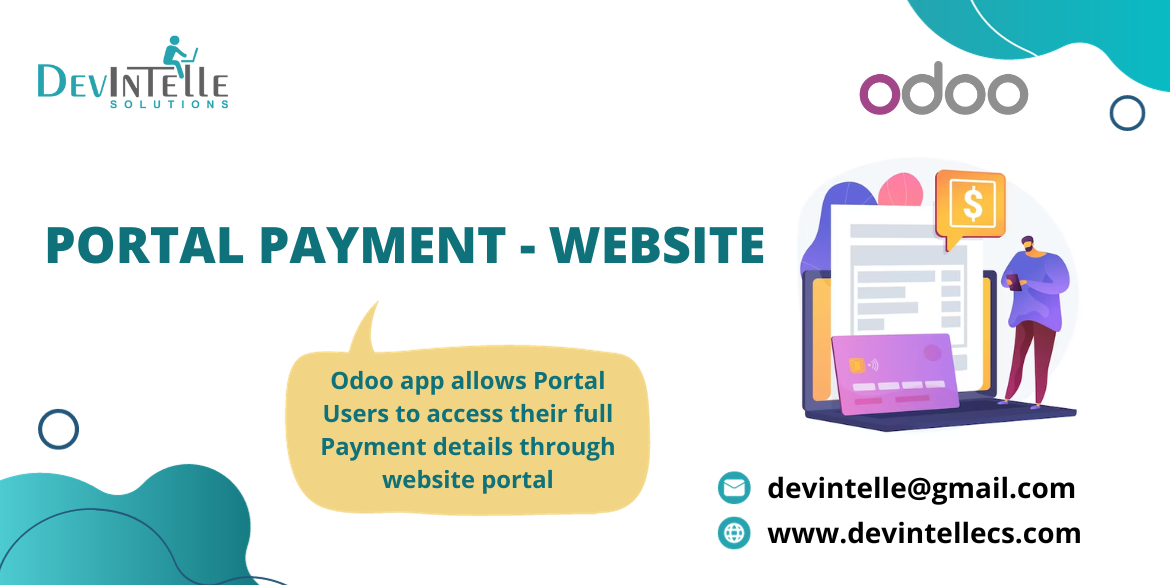 DEVINTELLE
SOLUTIONS
odoo
PORTAL PAYMENT - WEBSITE
$
Odoo app allows Portal
Users to access their full
Payment details through
website portal
devintelle@gmail.com
www.devintellecs.com